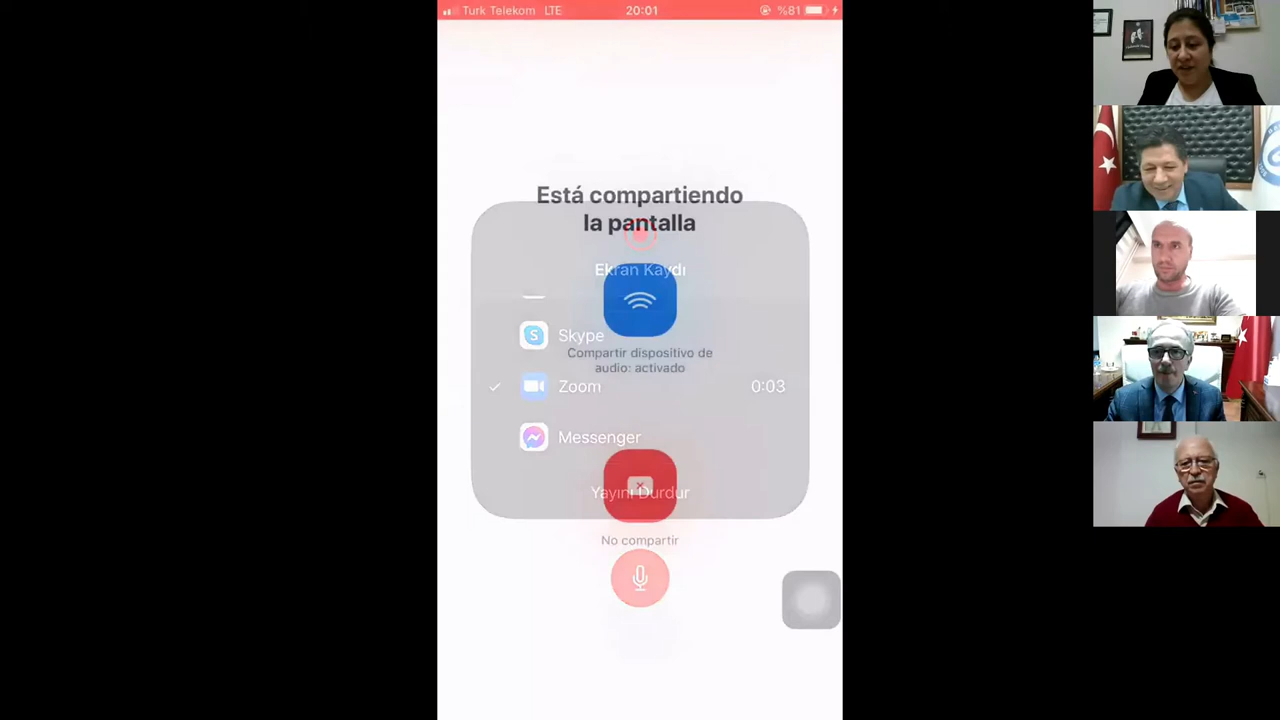 Turk Telekom LTE 20:01 %81
Está compartiendo
la pantalla
Ekran Kaydı
Skype
Compartir dispositivo de
audio: activado
Zoom 0:03
Messenger
Yayını Durdur
No compartir